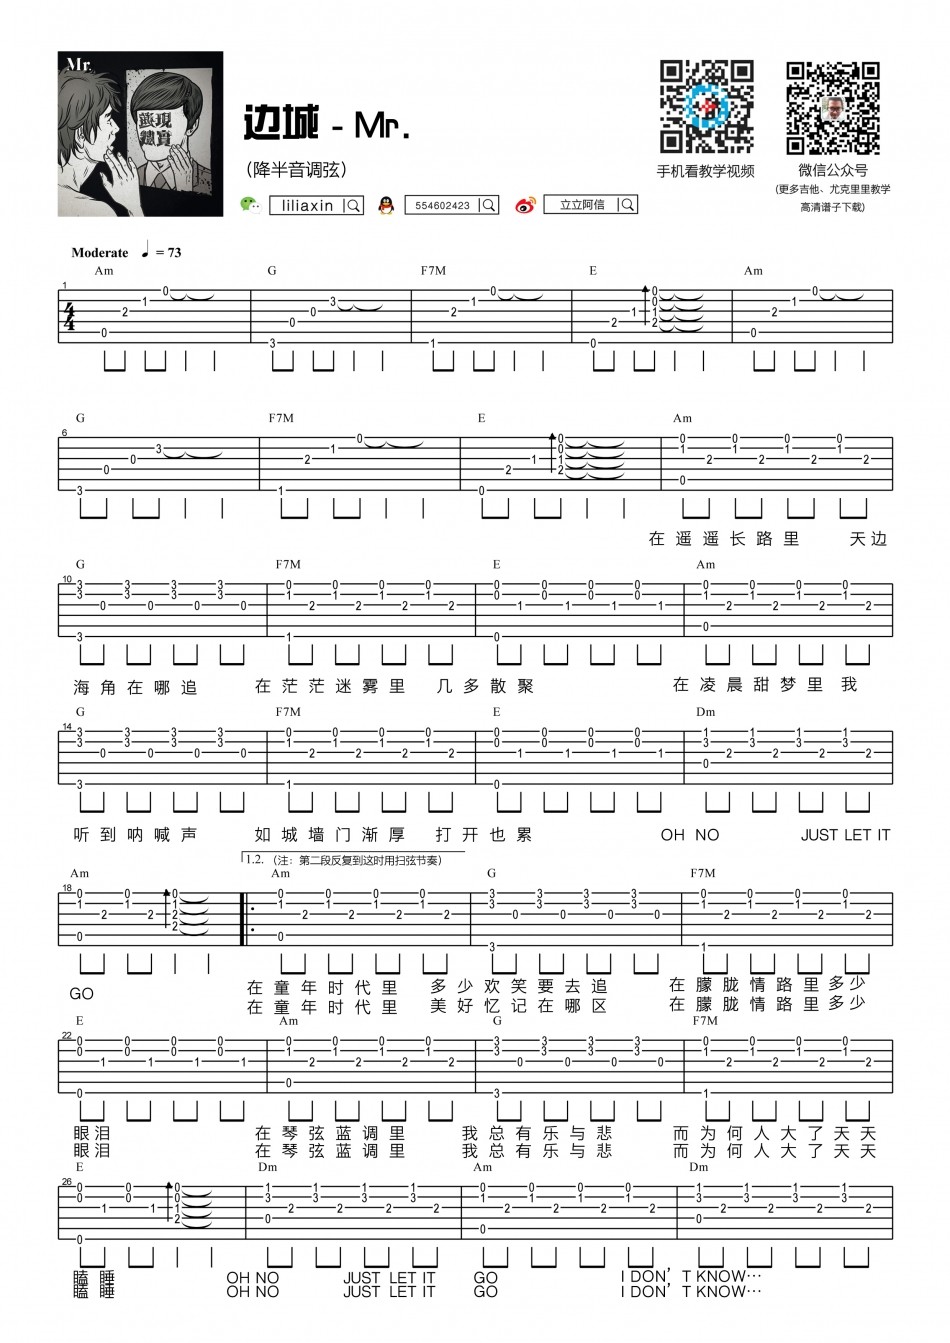 Mr.
边城 - Mr.
(降半音调弦)
liliaxin
554602423
立立阿信
手机看教学视频
微信公众号
(更多吉他、尤克里里教学
高清谱子下载)
Moderate ♩ = 73
Am G F7M E Am
1
4
4
G F7M E Am
6
在 遥 遥 长 路 里 天 边
G F7M E Am
10
海 角 在 哪 追 在 茫 茫 迷 雾 里 几 多 散 聚 在 凌 晨 甜 梦 里 我
G F7M E Dm
14
听 到 呐 喊 声 如 城 墙 门 渐 厚 打 开 也 累 OH NO JUST LET IT
1.2. (注: 第二段反复到这时用扫弦节奏)
Am Am G F7M
18
GO 在 童 年 时 代 里 多 少 欢 笑 要 去 追 在 朦 胧 情 路 里 多 少
在 童 年 时 代 里 美 好 忆 记 在 哪 区 在 朦 胧 情 路 里 多 少
E Am G F7M
22
眼 泪 在 琴 弦 蓝 调 里 我 总 有 乐 与 悲 而 为 何 人 大 了 天 天
眼 泪 在 琴 弦 蓝 调 里 我 总 有 乐 与 悲 而 为 何 人 大 了 天 天
E Dm Am Dm
26
瞌 睡 OH NO JUST LET IT GO I DON'T KNOW…
瞌 睡 OH NO JUST LET IT GO I DON'T KNOW…